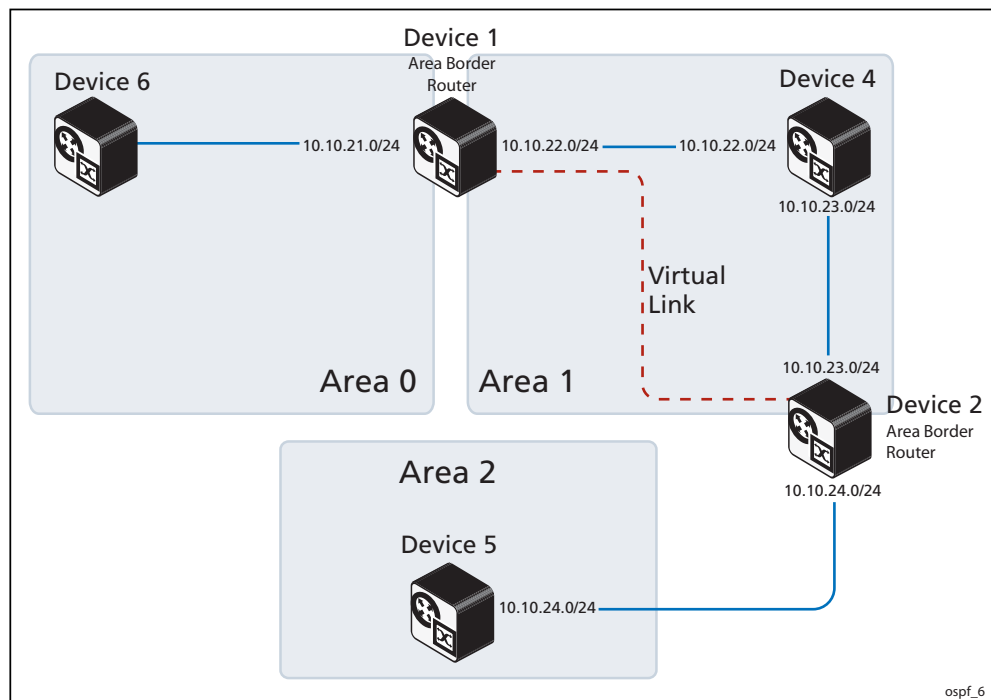 Device 1
Area Border
Router
Device 6
Device 4
10.10.21.0/24
10.10.22.0/24
10.10.22.0/24
10.10.23.0/24
Virtual
Link
10.10.23.0/24
Area 0
Area 1
Device 2
Area Border
Router
Area 2
10.10.24.0/24
Device 5
10.10.24.0/24
ospf_6